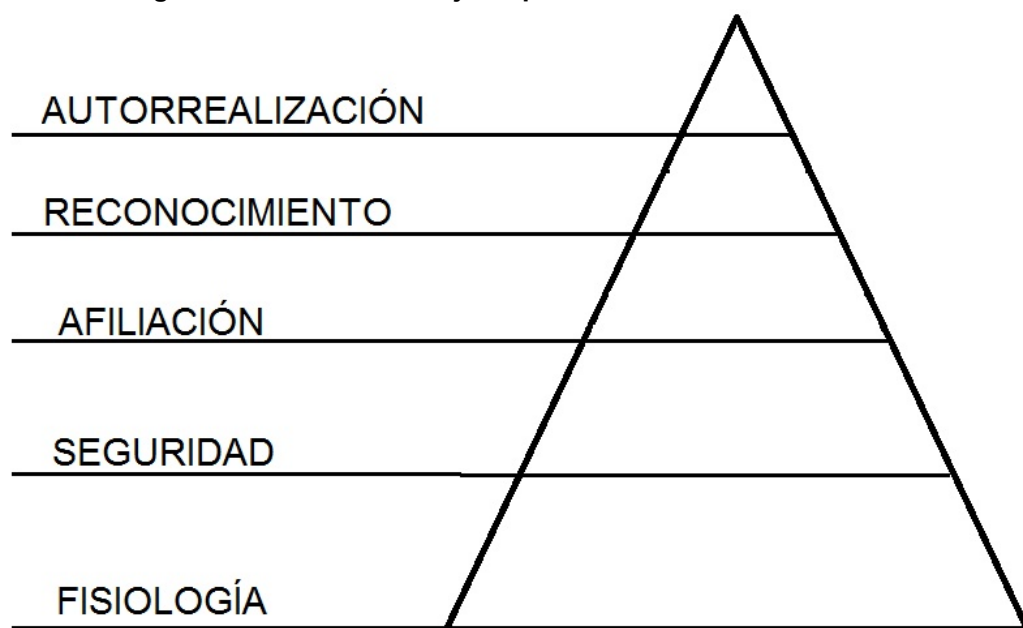 AUTORREALIZACIÓN
RECONOCIMIENTO
AFILIACIÓN
SEGURIDAD
FISIOLOGÍA